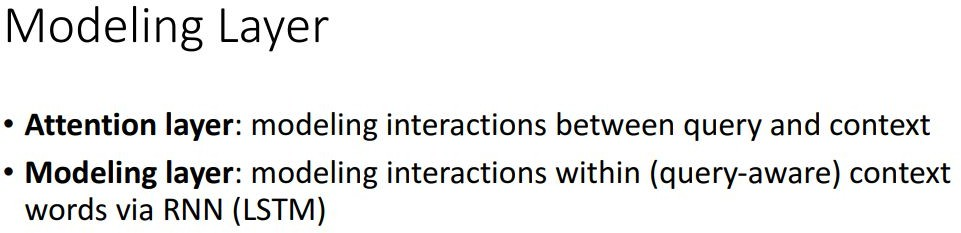 Modeling Layer
• Attention layer: modeling interactions between query and context
• Modeling layer: modeling interactions within (query-aware) context
words via RNN (LSTM)